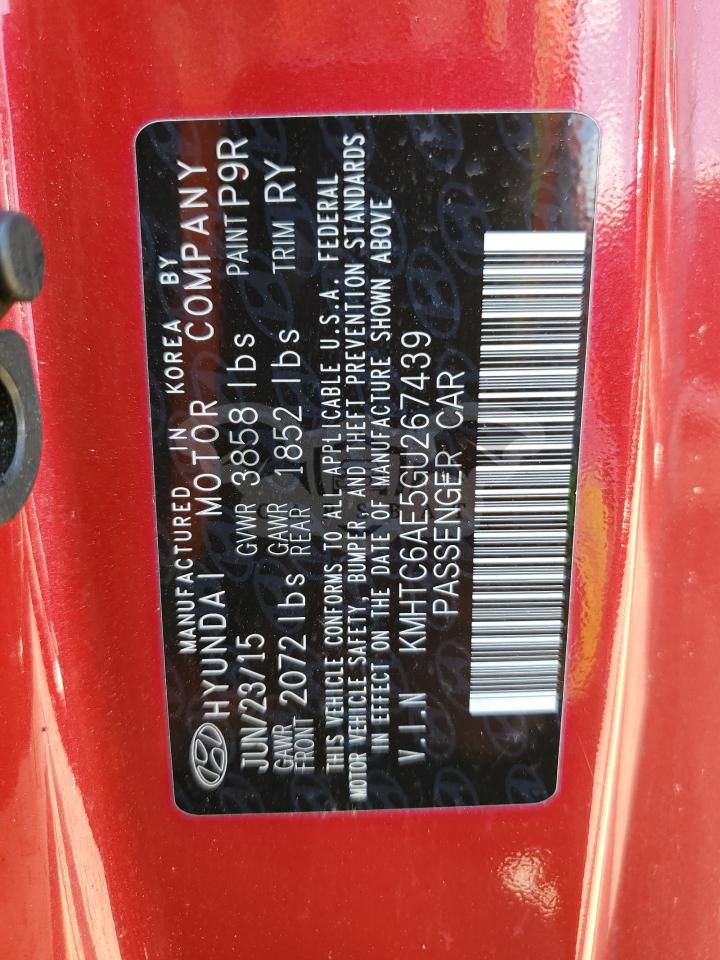 MANUFACTURED IN KOREA BY
HYUNDAI MOTOR COMPANY
JUN/23/15 GVWR 3858 lbs PAINT P9R
GAWR FRONT 2072 lbs GAWR REAR 1852 lbs TRIM RY
THIS VEHICLE CONFORMS TO ALL APPLICABLE U.S.A. FEDERAL
MOTOR VEHICLE SAFETY, BUMPER, AND THEFT PREVENTION STANDARDS
IN EFFECT ON THE DATE OF MANUFACTURE SHOWN ABOVE
V.I.N KMHTC6AE5GU267439
PASSENGER CAR